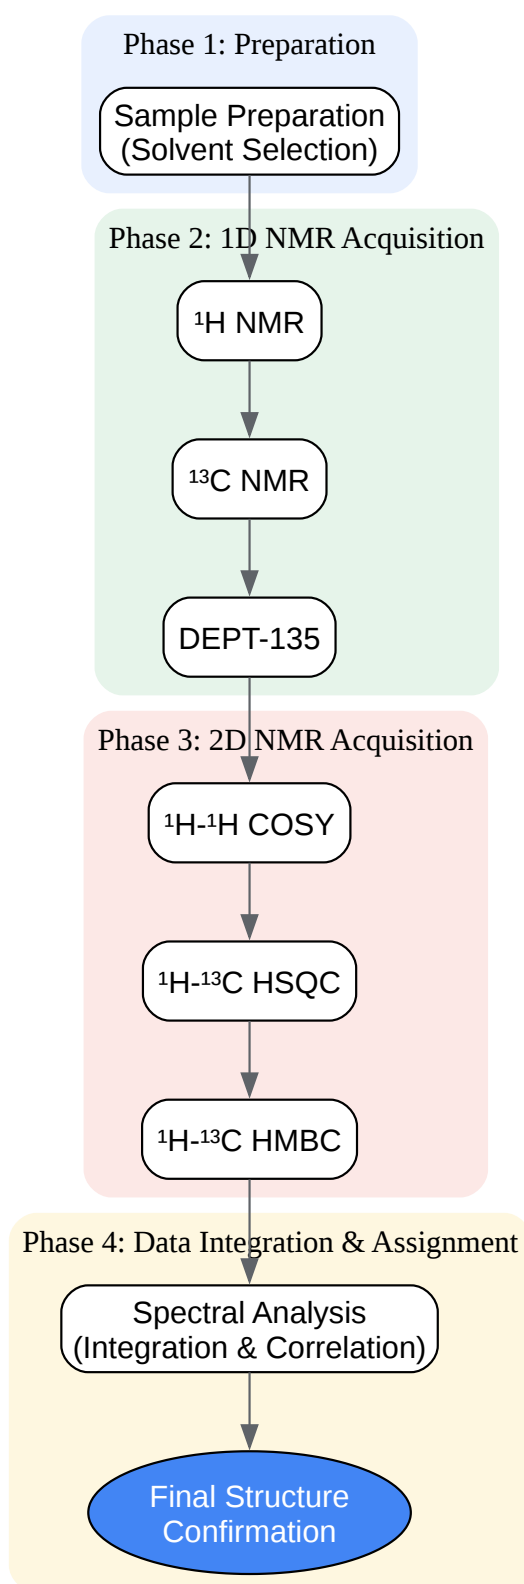 Phase 1: Preparation
Sample Preparation
(Solvent Selection)
Phase 2: 1D NMR Acquisition
¹H NMR
¹³C NMR
DEPT-135
Phase 3: 2D NMR Acquisition
¹H-¹H COSY
¹H-¹³C HSQC
¹H-¹³C HMBC
Phase 4: Data Integration & Assignment
Spectral Analysis
(Integration & Correlation)
Final Structure
Confirmation